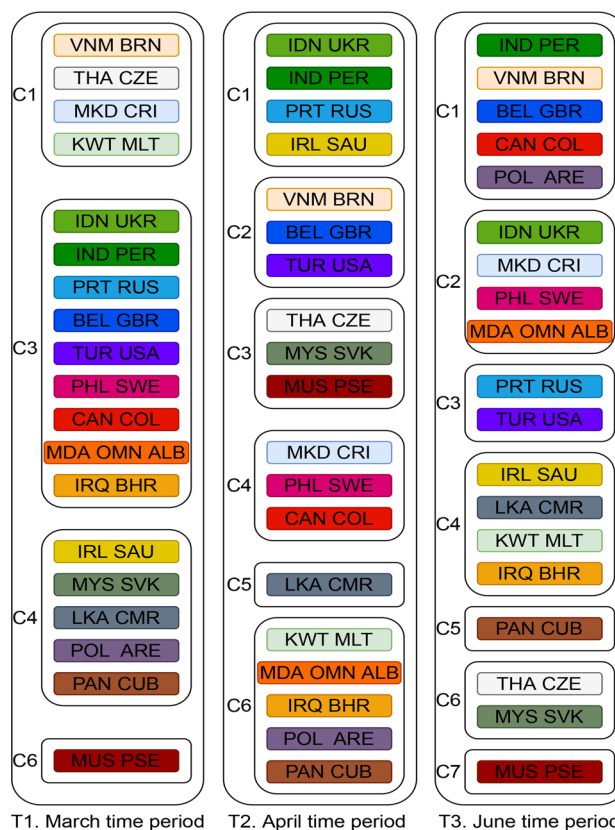 C1
VNM BRN
THA CZE
MKD CRI
KWT MLT
C3
IDN UKR
IND PER
PRT RUS
BEL GBR
TUR USA
PHL SWE
CAN COL
MDA OMN ALB
IRQ BHR
C4
IRL SAU
MYS SVK
LKA CMR
POL ARE
PAN CUB
C6
MUS PSE
T1. March time period
C1
IDN UKR
IND PER
PRT RUS
IRL SAU
C2
VNM BRN
BEL GBR
TUR USA
C3
THA CZE
MYS SVK
MUS PSE
C4
MKD CRI
PHL SWE
CAN COL
C5
LKA CMR
C6
KWT MLT
MDA OMN ALB
IRQ BHR
POL ARE
PAN CUB
T2. April time period
C1
IND PER
VNM BRN
BEL GBR
CAN COL
POL ARE
C2
IDN UKR
MKD CRI
PHL SWE
MDA OMN ALB
C3
PRT RUS
TUR USA
C4
IRL SAU
LKA CMR
KWT MLT
IRQ BHR
C5
PAN CUB
C6
THA CZE
MYS SVK
C7
MUS PSE
T3. June time period